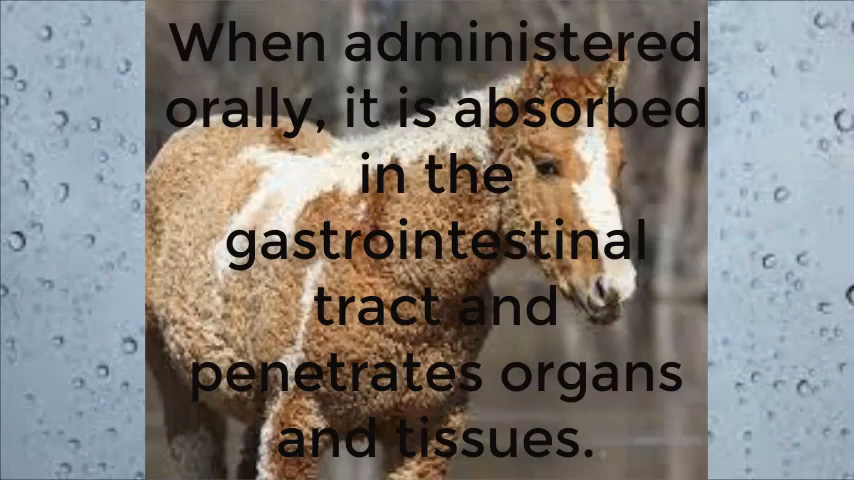 When administered
orally, it is absorbed
in the
gastrointestinal
tract and
penetrates organs
and tissues.